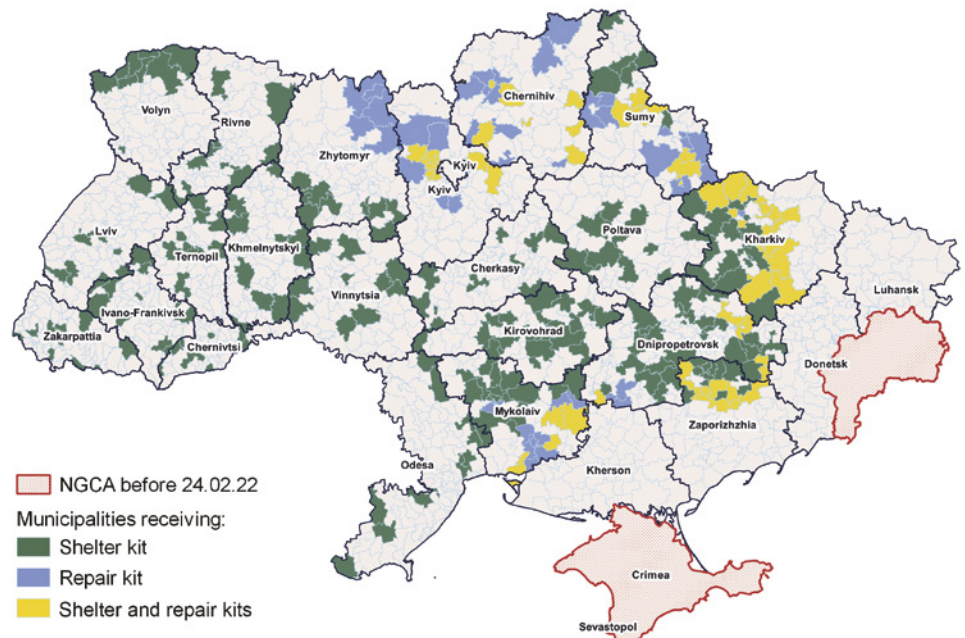 Volyn
Rivne
Zhytomyr
Kyiv
Kyiv
Chernihiv
Sumy
Lviv
Ternopil
Khmelnytskyi
Vinnytsia
Cherkasy
Poltava
Kharkiv
Luhansk
Zakarpattia
Ivano-Frankivsk
Chernivtsi
Kirovohrad
Dnipropetrovsk
Donetsk
Mykolaiv
Zaporizhzhia
Odesa
Kherson
Crimea
Sevastopol
NGCA before 24.02.22
Municipalities receiving:
Shelter kit
Repair kit
Shelter and repair kits